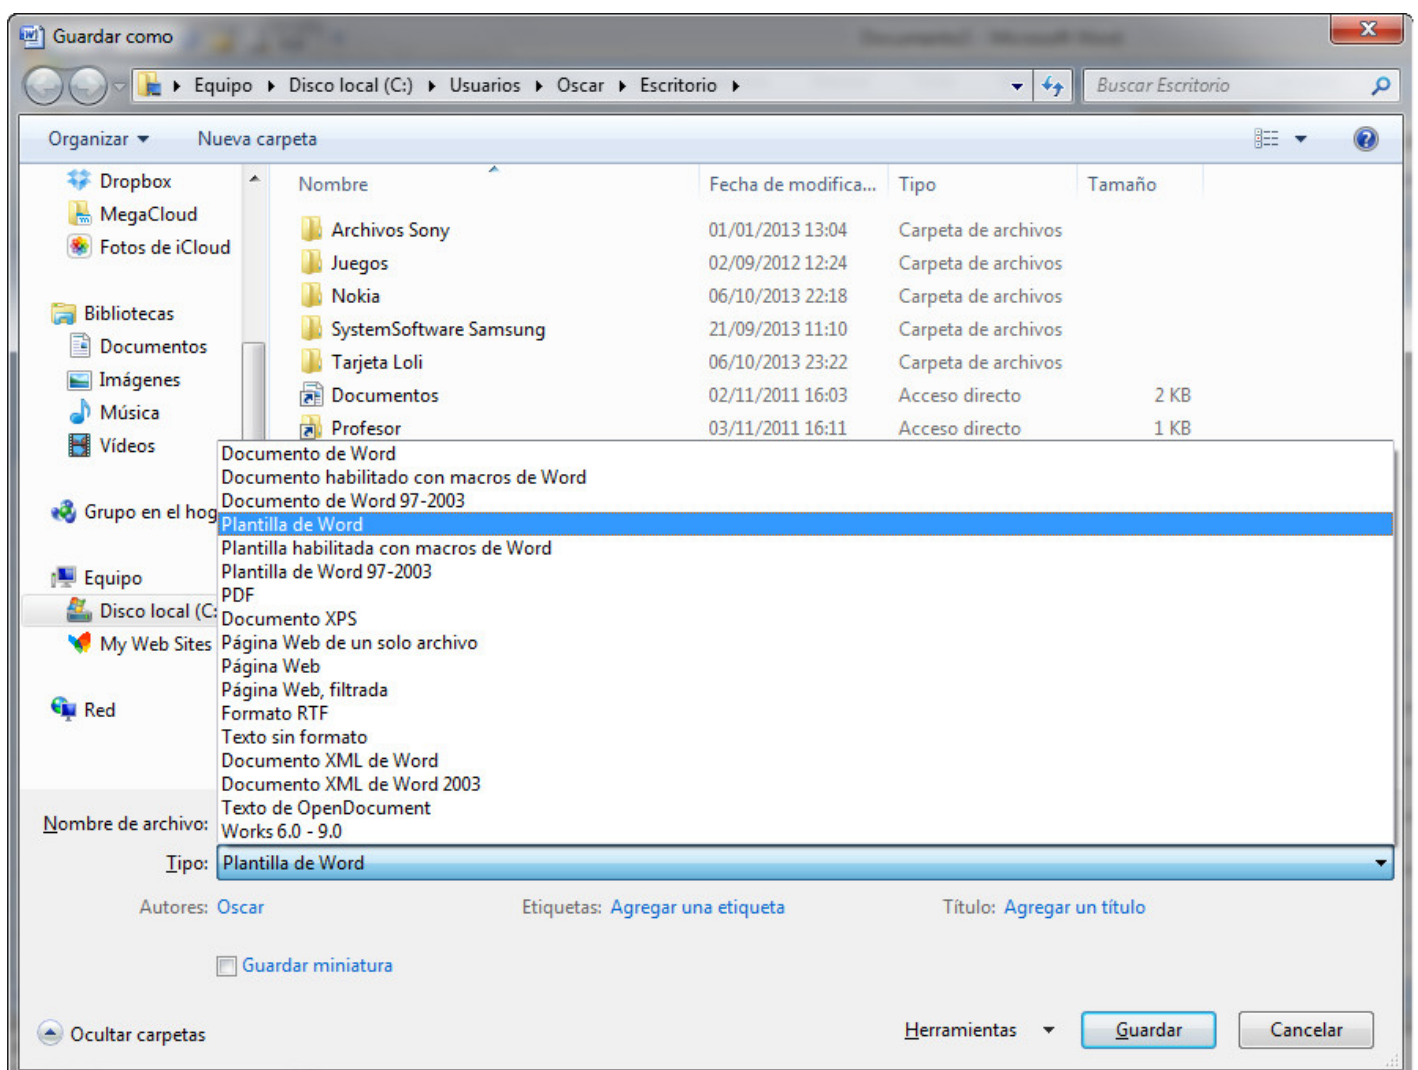 Guardar como
Equipo Disco local (C:) Usuarios Oscar Escritorio
Buscar Escritorio
Organizar Nueva carpeta
Nombre Fecha de modifica... Tipo Tamaño
Dropbox
MegaCloud
Fotos de iCloud
Bibliotecas
Documentos
Imágenes
Música
Vídeos
Grupo en el hog
Equipo
Disco local (C:
My Web Sites
Red
Archivos Sony 01/01/2013 13:04 Carpeta de archivos
Juegos 02/09/2012 12:24 Carpeta de archivos
Nokia 06/10/2013 22:18 Carpeta de archivos
SystemSoftware Samsung 21/09/2013 11:10 Carpeta de archivos
Tarjeta Loli 06/10/2013 23:22 Carpeta de archivos
Documentos 02/11/2011 16:03 Acceso directo 2 KB
Profesor 03/11/2011 16:11 Acceso directo 1 KB
Documento de Word
Documento habilitado con macros de Word
Documento de Word 97-2003
Plantilla de Word
Plantilla habilitada con macros de Word
Plantilla de Word 97-2003
PDF
Documento XPS
Página Web de un solo archivo
Página Web
Página Web, filtrada
Formato RTF
Texto sin formato
Documento XML de Word
Documento XML de Word 2003
Texto de OpenDocument
Works 6.0 - 9.0
Nombre de archivo:
Tipo: Plantilla de Word
Autores: Oscar Etiquetas: Agregar una etiqueta Título: Agregar un título
Guardar miniatura
Ocultar carpetas Herramientas Guardar Cancelar